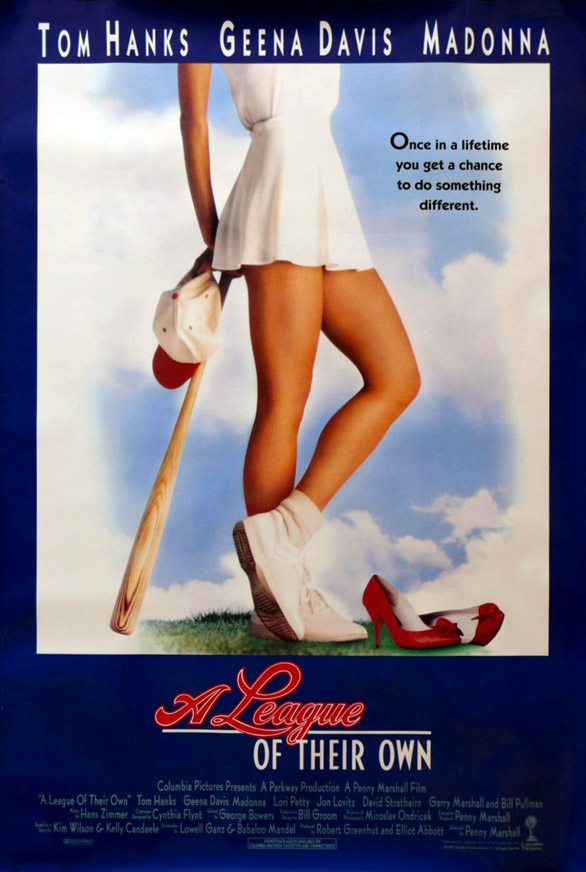 TOM HANKS GEENA DAVIS MADONNA
Once in a lifetime
you get a chance
to do something
different.
A League
OF THEIR OWN
Columbia Pictures Presents A Parkway Production A Penny Marshall Film
"A League Of Their Own" Tom Hanks Geena Davis Madonna Lori Petty Jon Lovitz David Strathairn Garry Marshall and Bill Pullman
Hans Zimmer Cynthia Flynt George Bowers Bill Groom Miroslav Ondricek Penny Marshall
Kim Wilson & Kelly Candaele Lowell Ganz & Babaloo Mandel Robert Greenhut and Elliot Abbott Penny Marshall